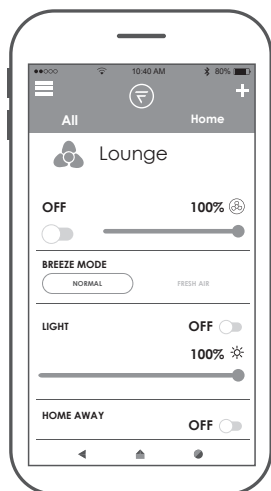 10:40 AM 80%
All Home
Lounge
OFF 100%
BREEZE MODE
NORMAL FRESH AIR
LIGHT OFF
100%
HOME AWAY
OFF